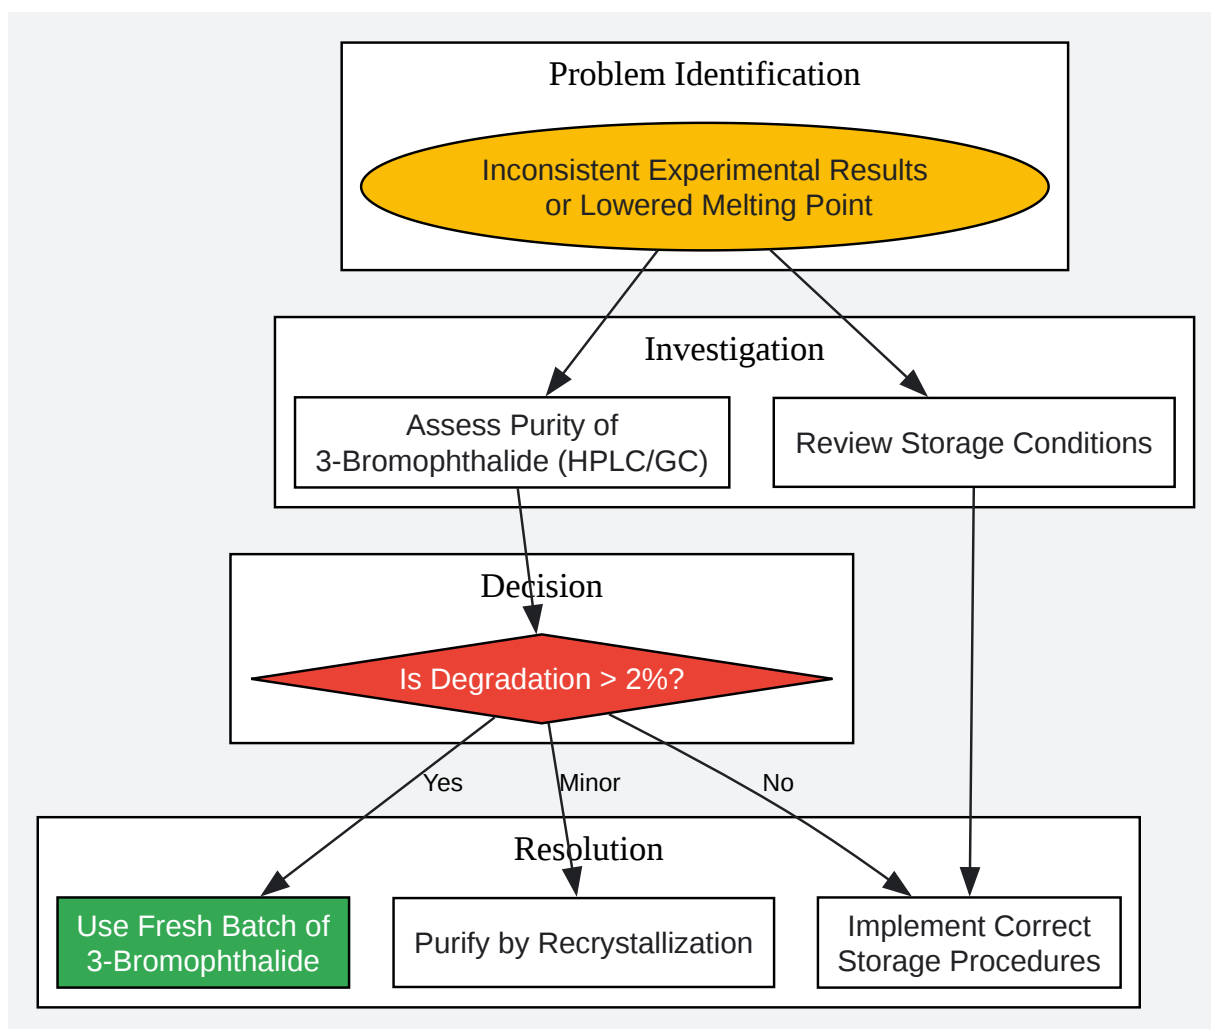 Problem Identification
Inconsistent Experimental Results
or Lowered Melting Point
Investigation
Assess Purity of
3-Bromophthalide (HPLC/GC)
Review Storage Conditions
Decision
Is Degradation > 2%?
Yes
Minor
No
Resolution
Use Fresh Batch of
3-Bromophthalide
Purify by Recrystallization
Implement Correct
Storage Procedures